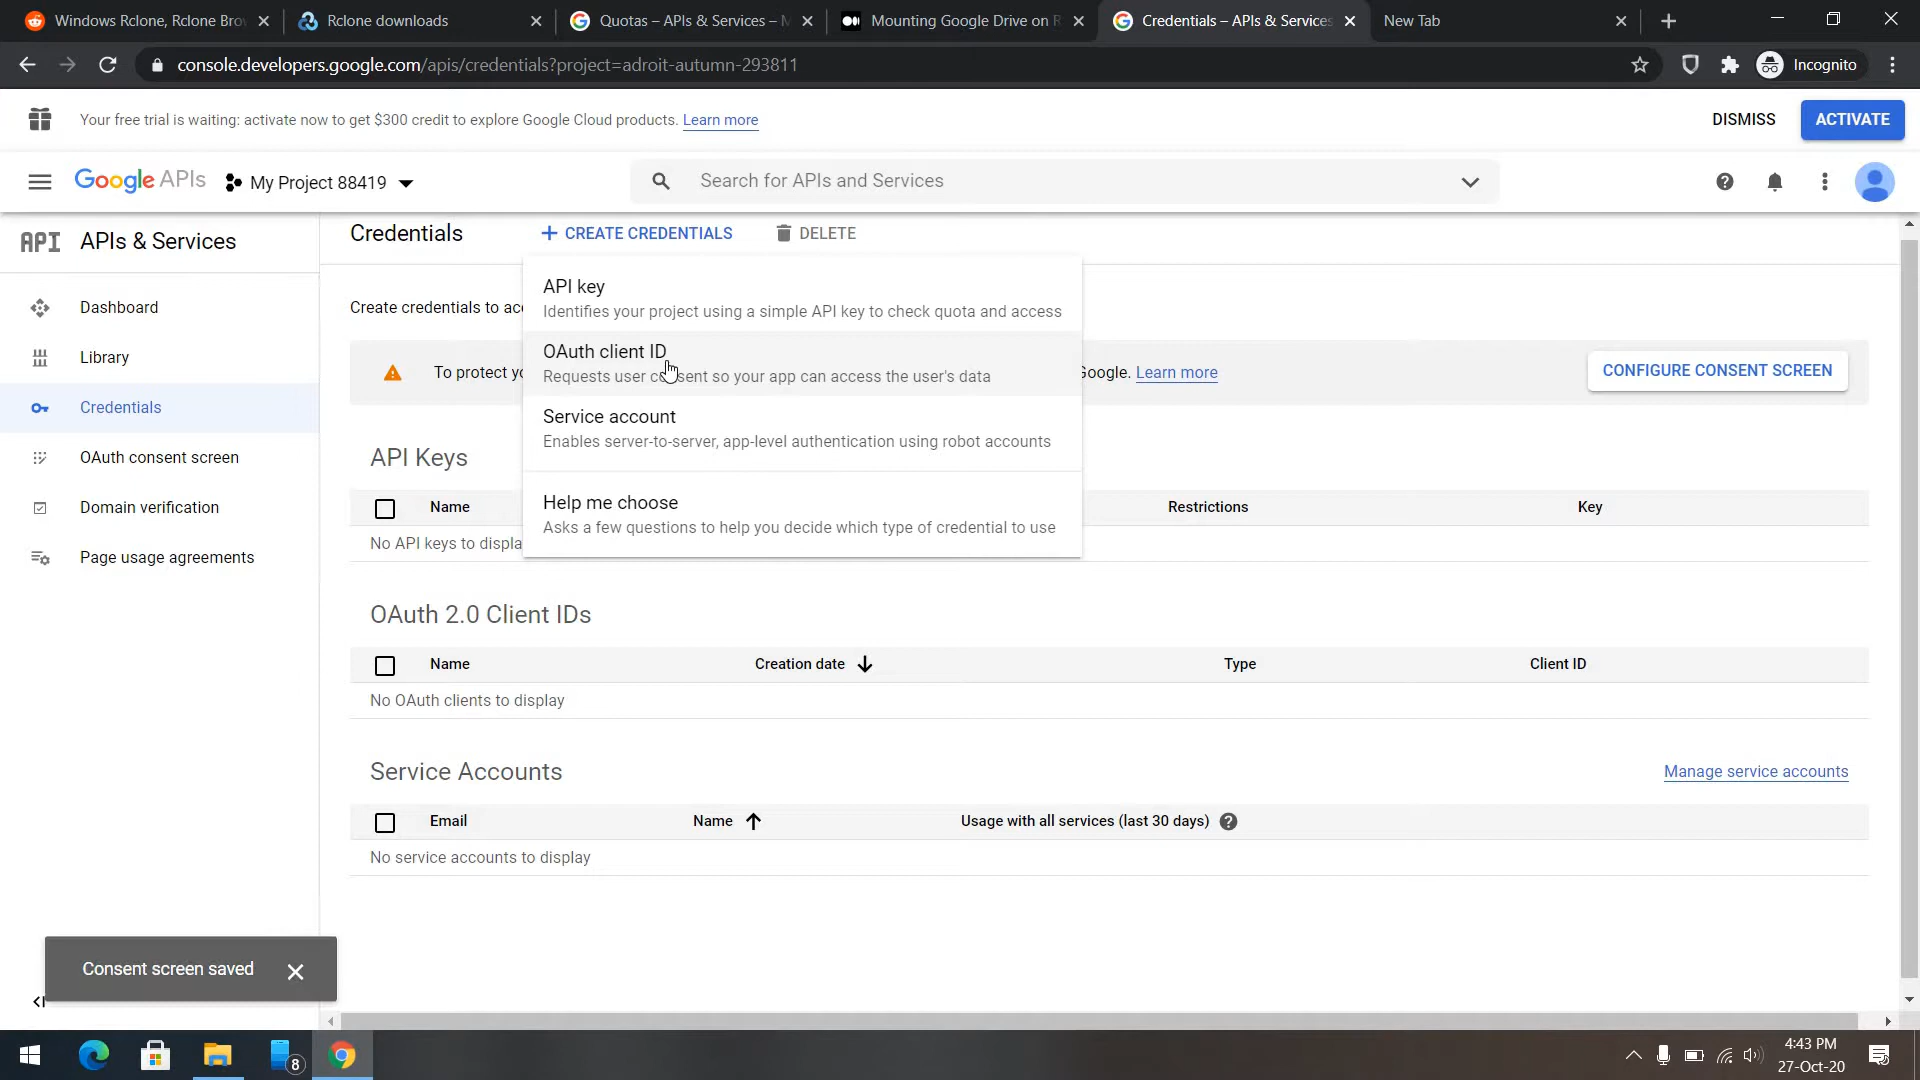 Windows Rclone, Rclone Bro
Rclone downloads
Quotas – APIs & Services – M
Mounting Google Drive on R
Credentials – APIs & Services
New Tab
console.developers.google.com/apis/credentials?project=adroit-autumn-293811
Incognito
Your free trial is waiting: activate now to get $300 credit to explore Google Cloud products. Learn more
DISMISS
ACTIVATE
Google APIs
My Project 88419
Search for APIs and Services
API
APIs & Services
Dashboard
Library
Credentials
OAuth consent screen
Domain verification
Page usage agreements
Credentials
+ CREATE CREDENTIALS
DELETE
API key
Identifies your project using a simple API key to check quota and access
OAuth client ID
Requests user consent so your app can access the user's data
Service account
Enables server-to-server, app-level authentication using robot accounts
Help me choose
Asks a few questions to help you decide which type of credential to use
Create credentials to ac
To protect yo
Google. Learn more
CONFIGURE CONSENT SCREEN
API Keys
Name
Restrictions
Key
No API keys to displa
OAuth 2.0 Client IDs
Name
Creation date
Type
Client ID
No OAuth clients to display
Service Accounts
Manage service accounts
Email
Name
Usage with all services (last 30 days)
No service accounts to display
Consent screen saved
8
4:43 PM
27-Oct-20